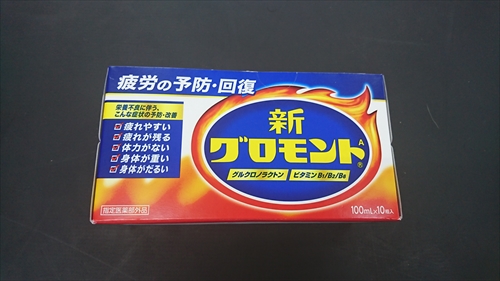 疲労の予防・回復
栄養不良に伴う、
こんな症状の予防・改善
疲れやすい
疲れが残る
体力がない
身体が重い
身体がだるい
新
グロモントA®
グルクロノラクトン ビタミンB1/B2/B6
指定医薬部外品
100mL×10瓶入